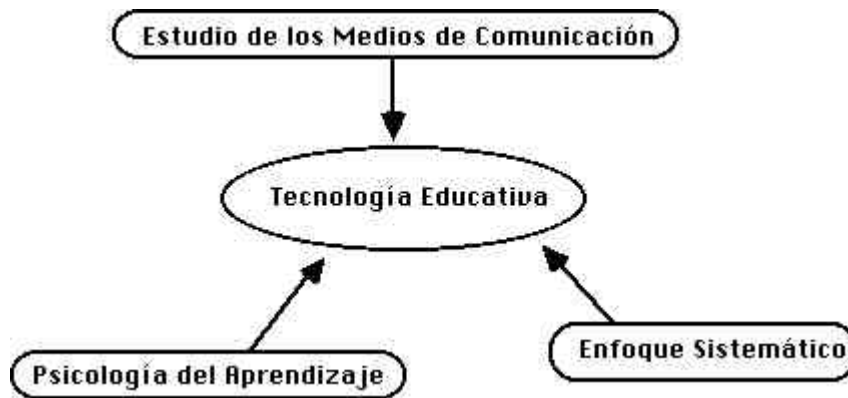 Estudio de los Medios de Comunicación
Tecnología Educativa
Psicología del Aprendizaje
Enfoque Sistemático